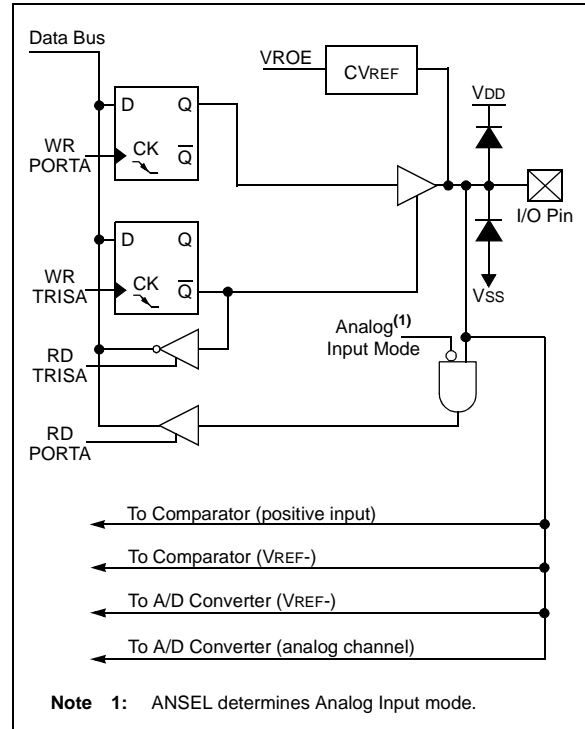 Data Bus
VROE
CVREF
VDD
D Q
WR
PORTA
CK
Q
I/O Pin
D Q
WR
TRISA
CK
Q
VSS
Analog(1)
Input Mode
RD
TRISA
RD
PORTA
To Comparator (positive input)
To Comparator (VREF-)
To A/D Converter (VREF-)
To A/D Converter (analog channel)
Note 1: ANSEL determines Analog Input mode.